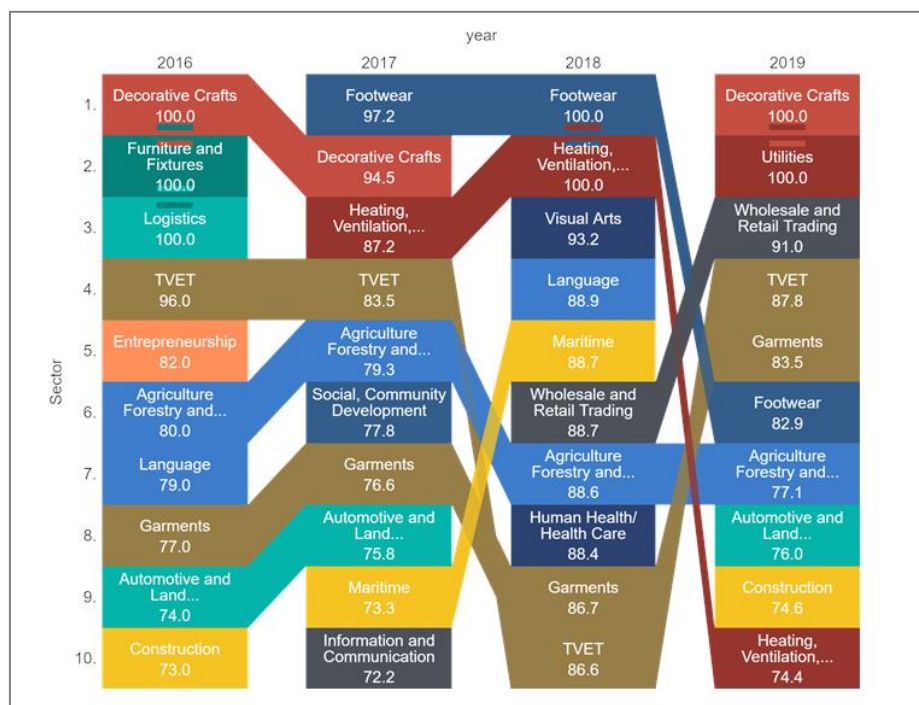 year
2016
2017
2018
2019
Sector
1.
2.
3.
4.
5.
6.
7.
8.
9.
10.
Decorative Crafts
100.0
Furniture and
Fixtures
100.0
Logistics
100.0
TVET
96.0
Entrepreneurship
82.0
Agriculture
Forestry and...
80.0
Language
79.0
Garments
77.0
Automotive and
Land...
74.0
Construction
73.0
Footwear
97.2
Decorative Crafts
94.5
Heating,
Ventilation,...
87.2
TVET
83.5
Agriculture
Forestry and...
79.3
Social, Community
Development
77.8
Garments
76.6
Automotive and
Land...
75.8
Maritime
73.3
Information and
Communication
72.2
Footwear
100.0
Heating,
Ventilation,...
100.0
Visual Arts
93.2
Language
88.9
Maritime
88.7
Wholesale and
Retail Trading
88.7
Agriculture
Forestry and...
88.6
Human Health/
Health Care
88.4
Garments
86.7
TVET
86.6
Decorative Crafts
100.0
Utilities
100.0
Wholesale and
Retail Trading
91.0
TVET
87.8
Garments
83.5
Footwear
82.9
Agriculture
Forestry and...
77.1
Automotive and
Land...
76.0
Construction
74.6
Heating,
Ventilation,...
74.4